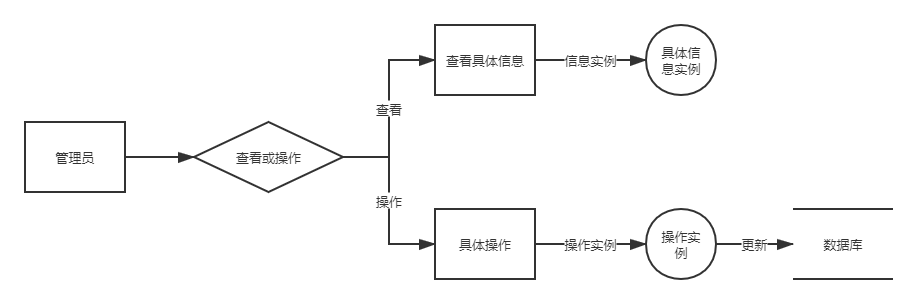 管理员
查看或操作
查看
查看具体信息
信息实例
具体信
息实例
操作
具体操作
操作实例
操作实
例
更新
数据库